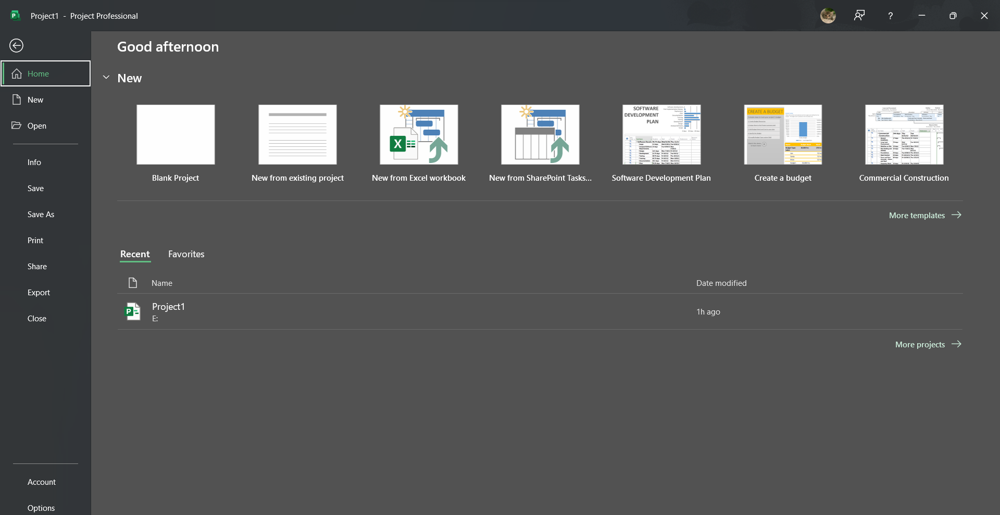 Project1 - Project Professional
?
Good afternoon
Home
New
Open
Info
Save
Save As
Print
Share
Export
Close
Account
Options
New
SOFTWARE
DEVELOPMENT
PLAN
CREATE A BUDGET
Blank Project
New from existing project
New from Excel workbook
New from SharePoint Tasks...
Software Development Plan
Create a budget
Commercial Construction
More templates
Recent
Favorites
Name
Date modified
Project1
E:
1h ago
More projects